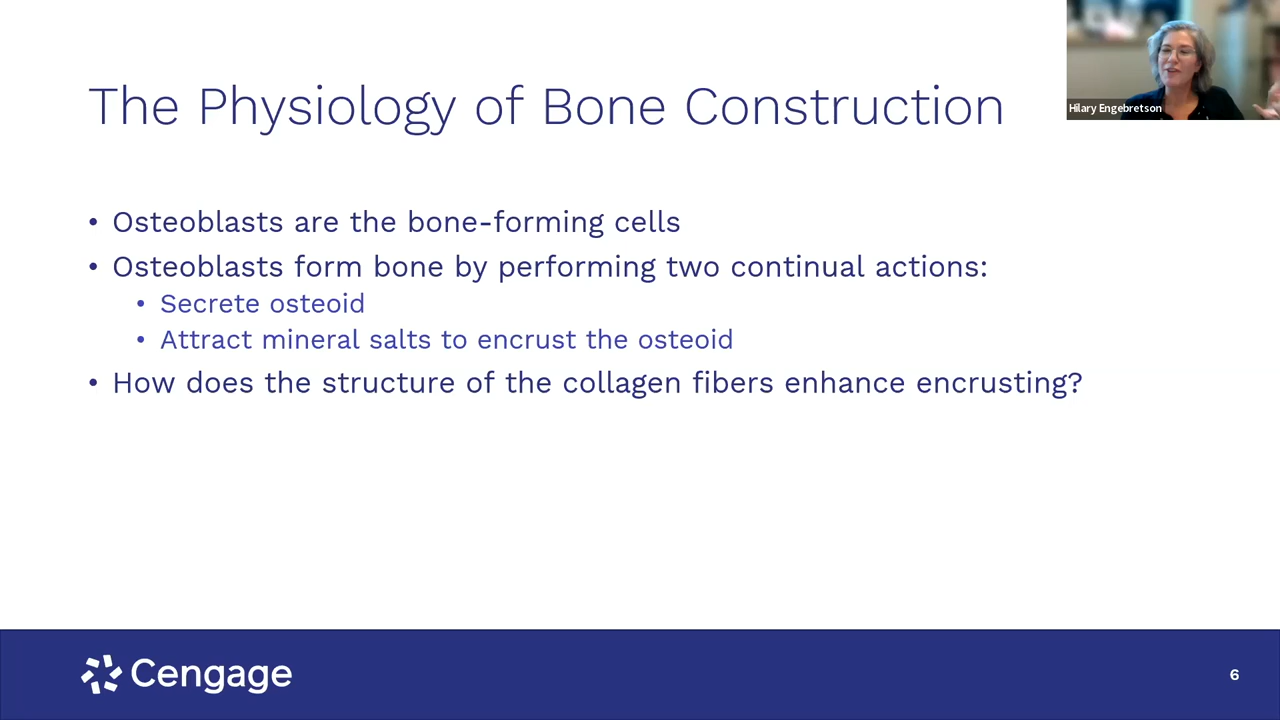 The Physiology of Bone Construction
Hilary Engebretson
• Osteoblasts are the bone-forming cells
• Osteoblasts form bone by performing two continual actions:
• Secrete osteoid
• Attract mineral salts to encrust the osteoid
• How does the structure of the collagen fibers enhance encrusting?
Cengage
6